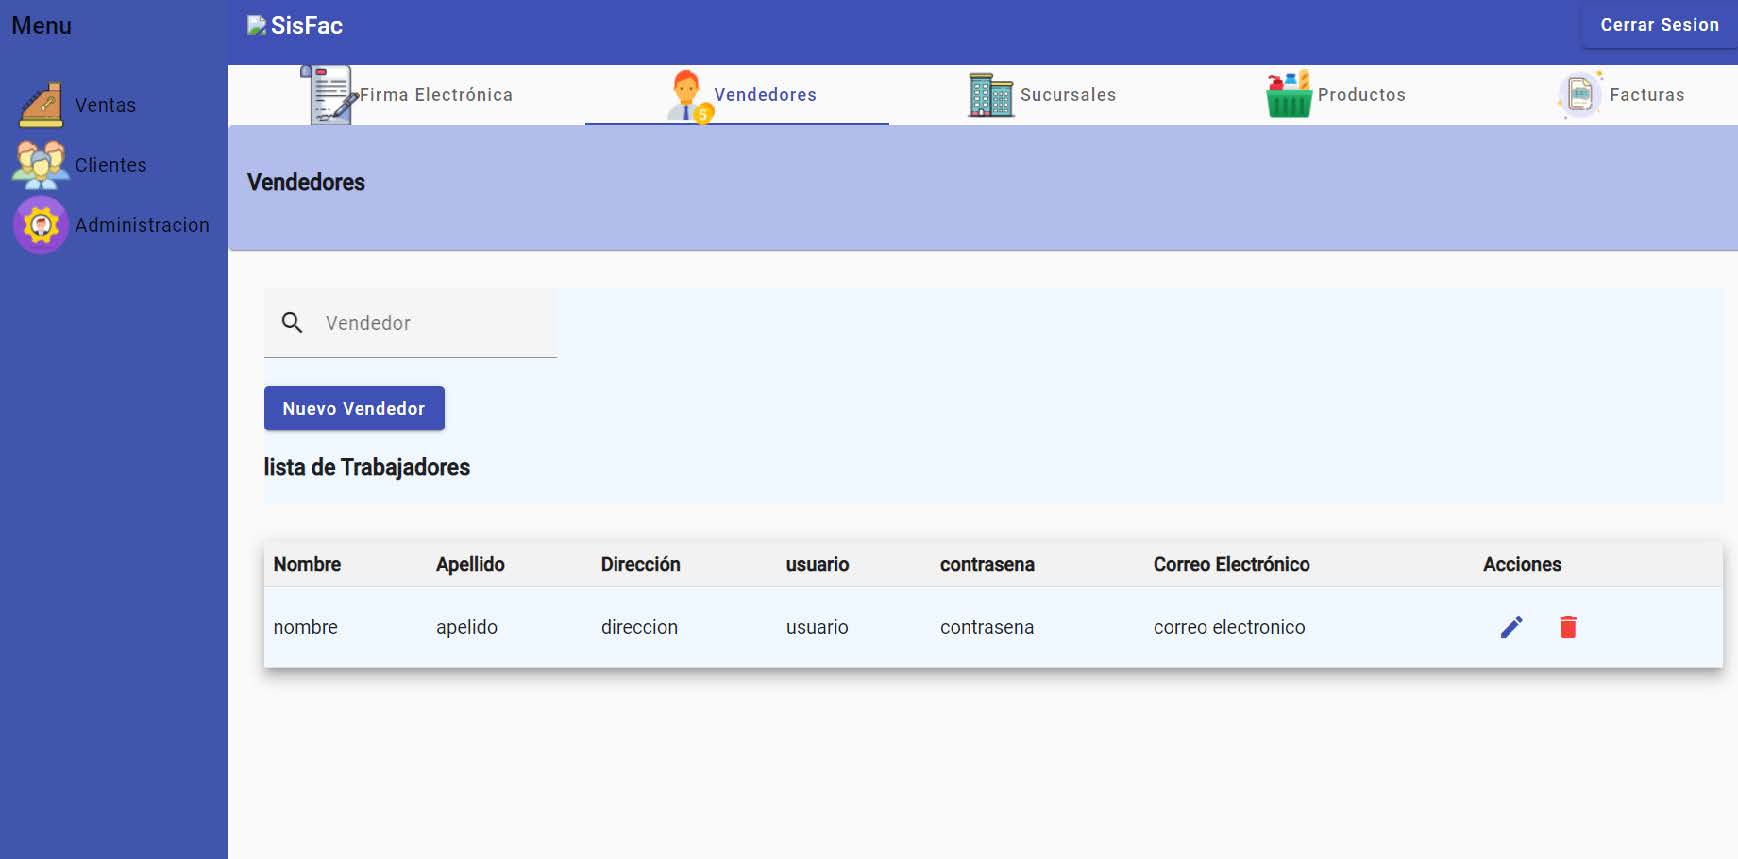 Menu
SisFac
Cerrar Sesion
Ventas
Clientes
Administracion
Firma Electrónica
Vendedores
Sucursales
Productos
Facturas
Vendedores
Vendedor
Nuevo Vendedor
lista de Trabajadores
Nombre Apellido Dirección usuario contrasena Correo Electrónico Acciones
nombre apelido direccion usuario contrasena correo electronico